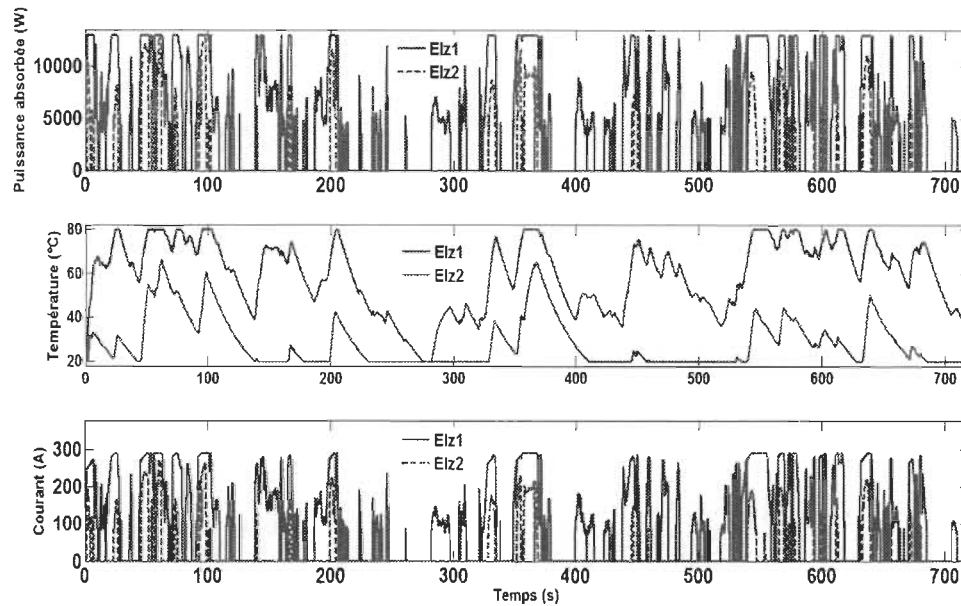 Puissance absorbée (W)
10000
5000
0
Elz1
Elz2
0 100 200 300 400 500 600 700
Température (°C)
80
60
40
20
Elz1
Elz2
0 100 200 300 400 500 600 700
Courant (A)
300
200
100
0
Elz1
Elz2
0 100 200 300 400 500 600 700
Temps (s)